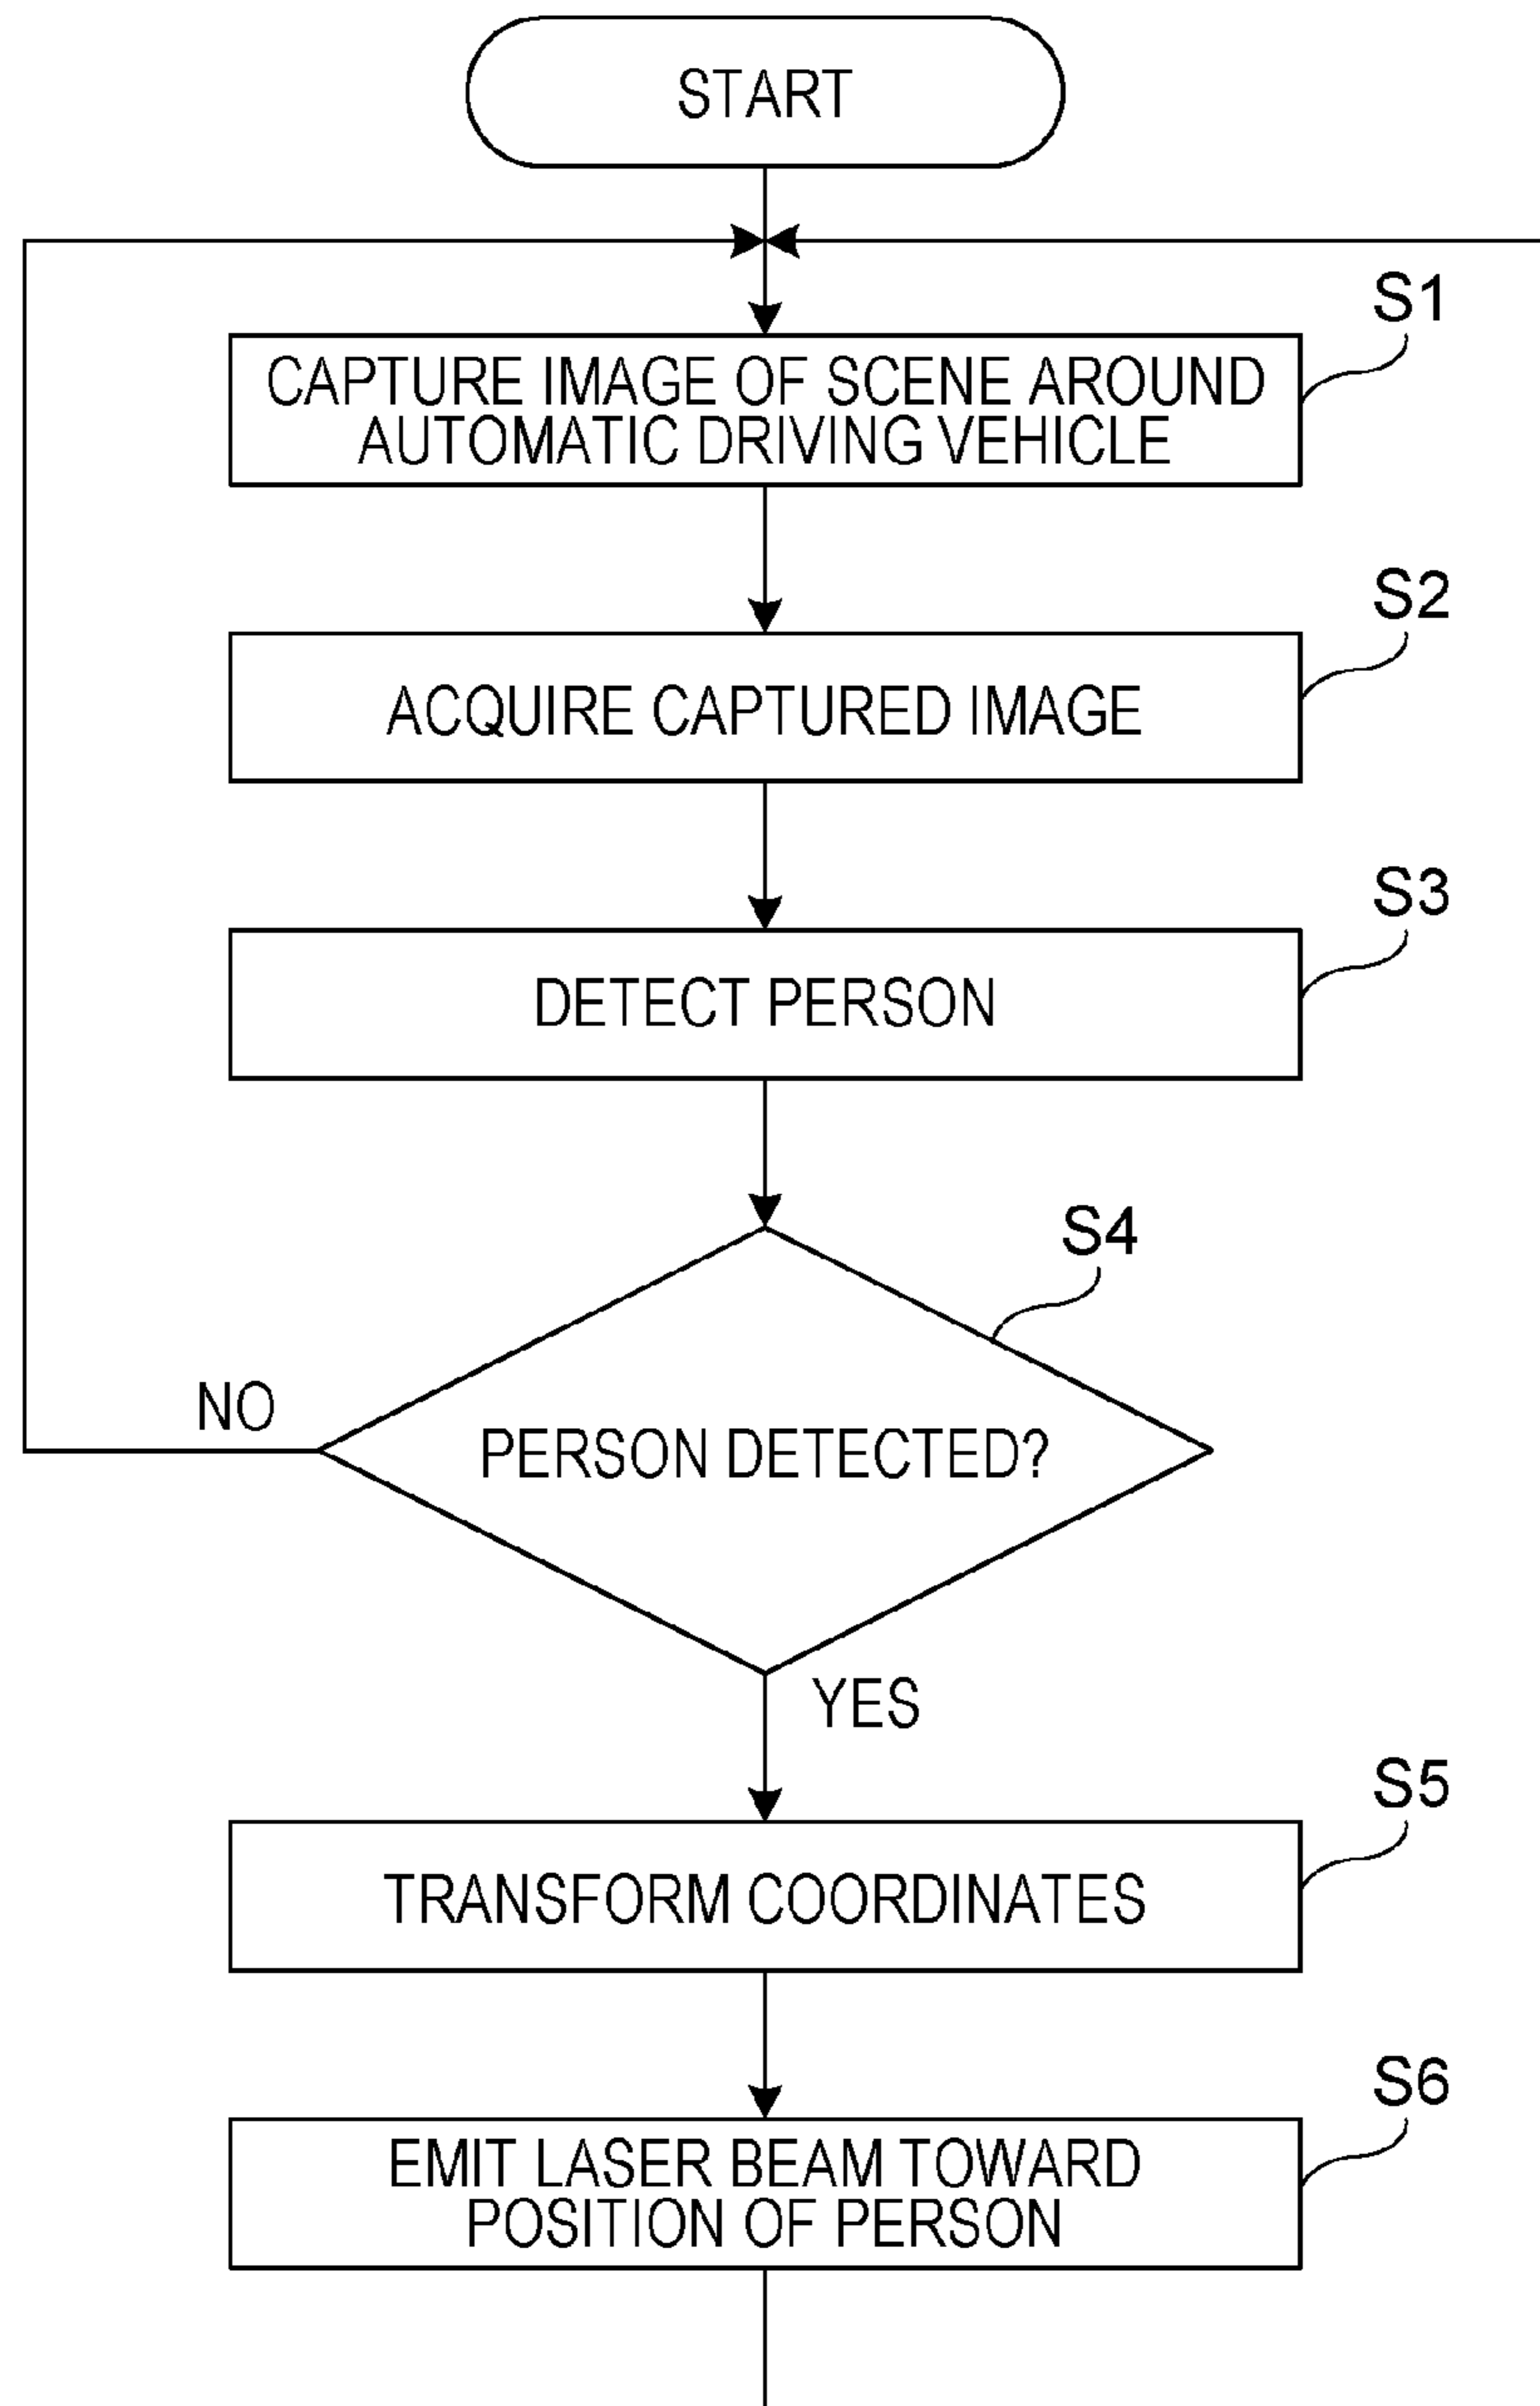 START
S1
CAPTURE IMAGE OF SCENE AROUND
AUTOMATIC DRIVING VEHICLE
S2
ACQUIRE CAPTURED IMAGE
S3
DETECT PERSON
S4
NO
PERSON DETECTED?
YES
S5
TRANSFORM COORDINATES
S6
EMIT LASER BEAM TOWARD
POSITION OF PERSON